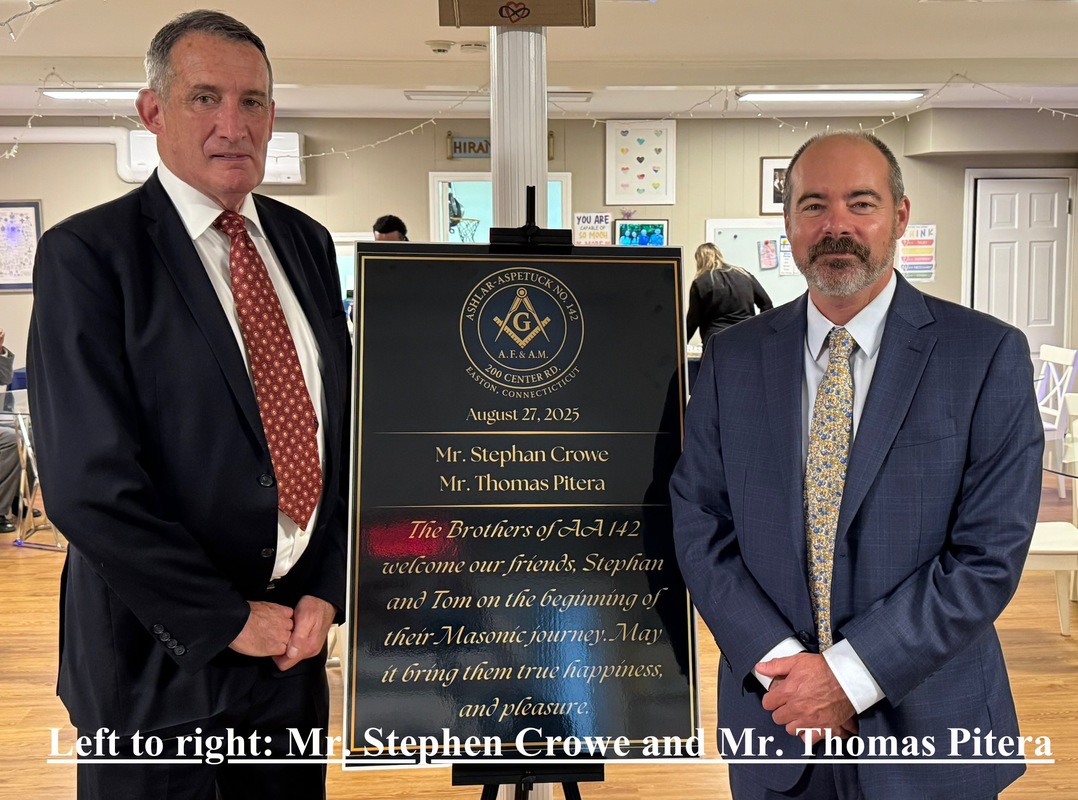 HIRAM
YOU ARE
CAPABLE OF
SO MUCH
THINK
ASHLAR-ASPETUCK NO. 142
G
A. F. & A.M.
200 CENTER RD.
EASTON, CONNECTICUT
August 27, 2025
Mr. Stephan Crowe
Mr. Thomas Pitera
The Brothers of AA 142
welcome our friends, Stephan
and Tom on the beginning of
their Masonic journey. May
it bring them true happiness,
and pleasure.
Left to right: Mr. Stephen Crowe and Mr. Thomas Pitera